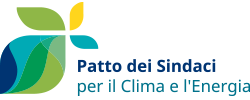 Patto dei Sindaci
per il Clima e l'Energia